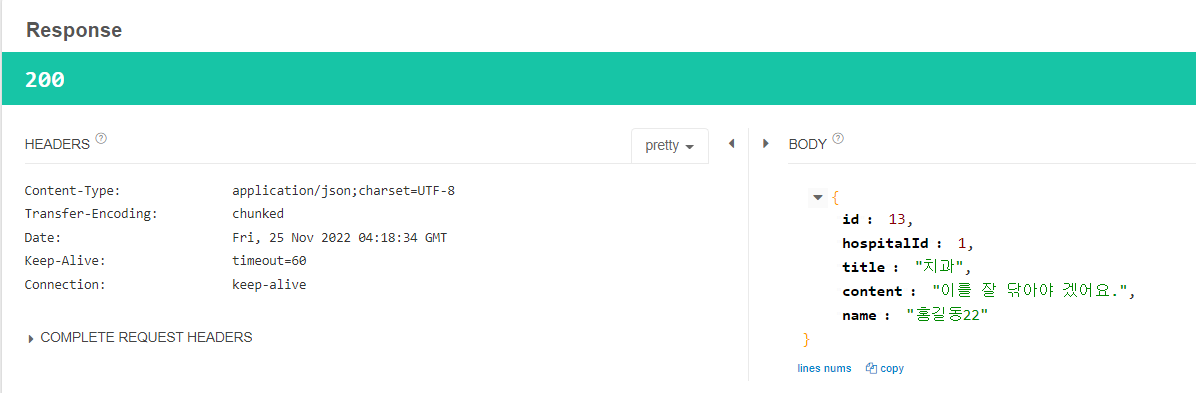 Response
200
HEADERS ?
pretty
Content-Type: application/json;charset=UTF-8
Transfer-Encoding: chunked
Date: Fri, 25 Nov 2022 04:18:34 GMT
Keep-Alive: timeout=60
Connection: keep-alive
COMPLETE REQUEST HEADERS
BODY ?
{
id : 13,
hospitalId : 1,
title : "치과",
content : "이를 잘 닦아야 겠어요.",
name : "홍길동22"
}
lines nums copy